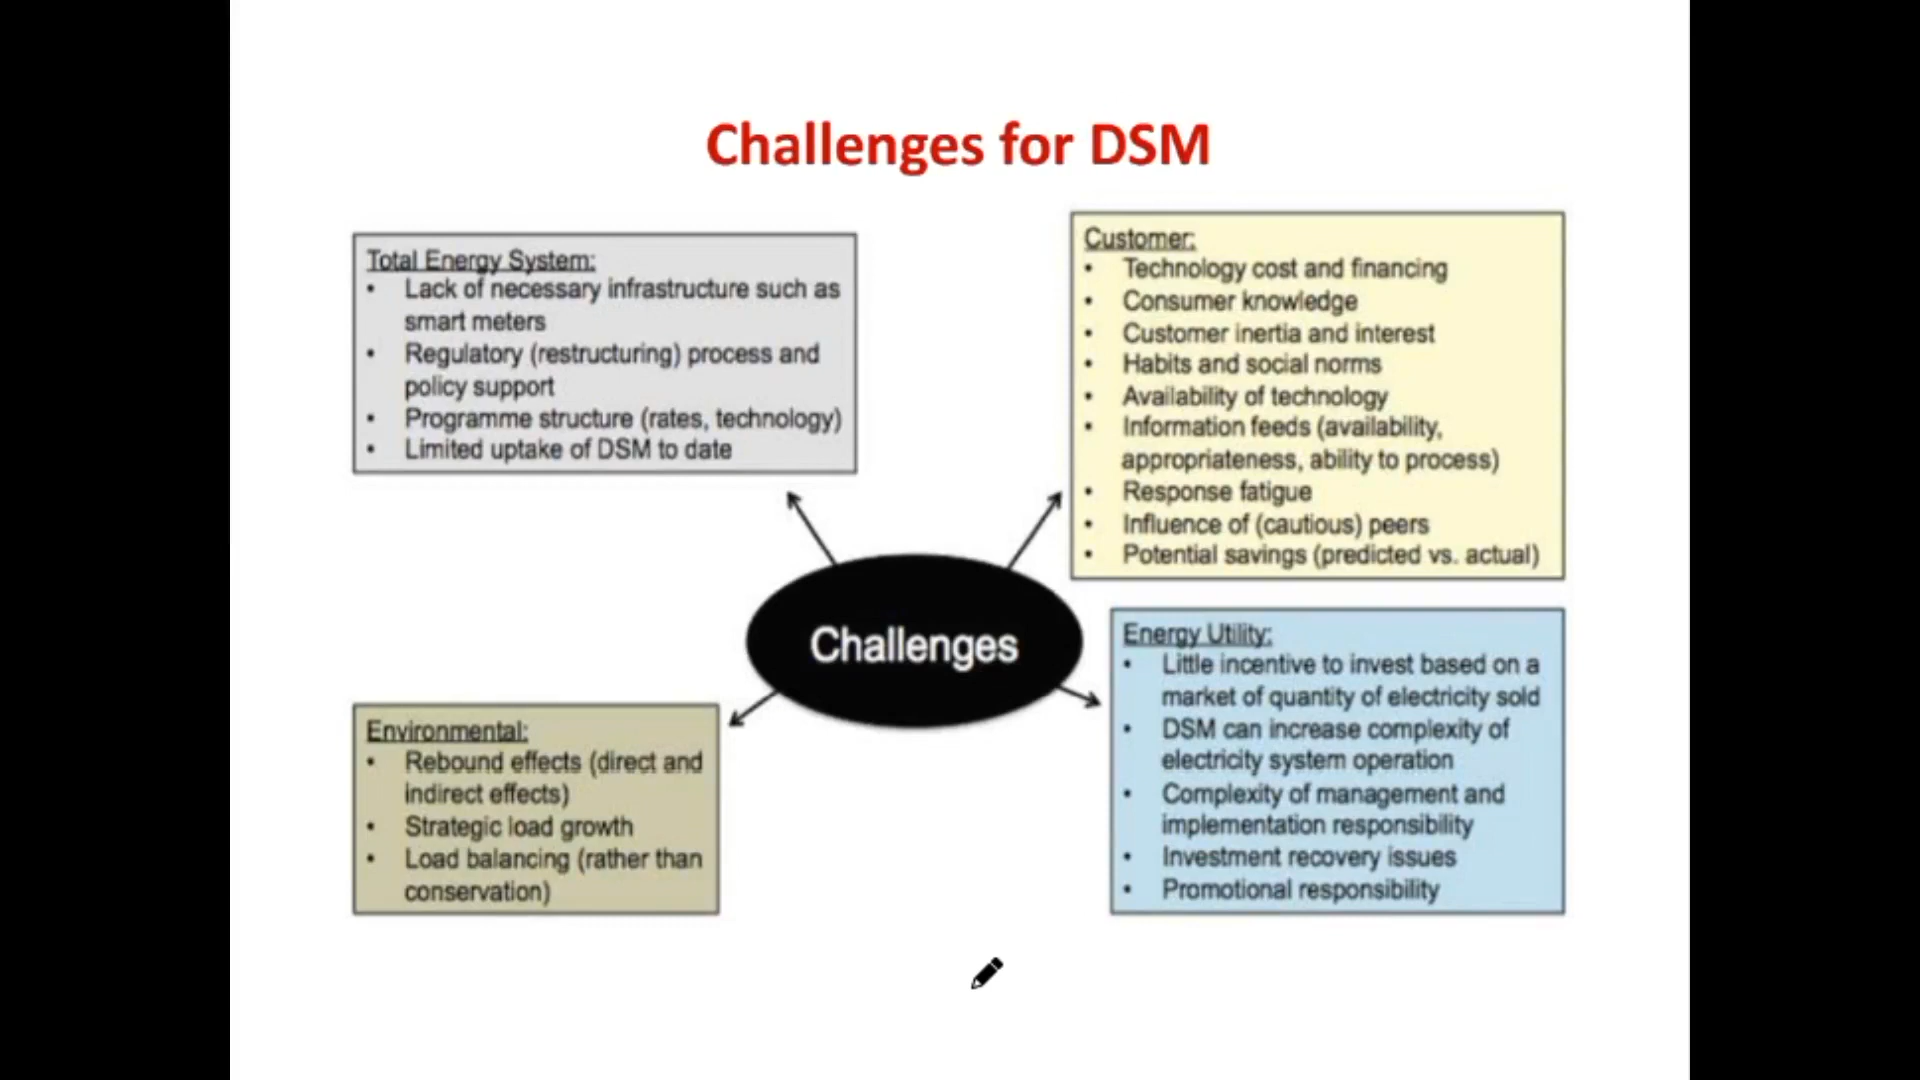 Challenges for DSM
Total Energy System:
• Lack of necessary infrastructure such as
smart meters
• Regulatory (restructuring) process and
policy support
• Programme structure (rates, technology)
• Limited uptake of DSM to date
Customer:
• Technology cost and financing
• Consumer knowledge
• Customer inertia and interest
• Habits and social norms
• Availability of technology
• Information feeds (availability,
appropriateness, ability to process)
• Response fatigue
• Influence of (cautious) peers
• Potential savings (predicted vs. actual)
Challenges
Environmental:
• Rebound effects (direct and
indirect effects)
• Strategic load growth
• Load balancing (rather than
conservation)
Energy Utility:
• Little incentive to invest based on a
market of quantity of electricity sold
• DSM can increase complexity of
electricity system operation
• Complexity of management and
implementation responsibility
• Investment recovery issues
• Promotional responsibility